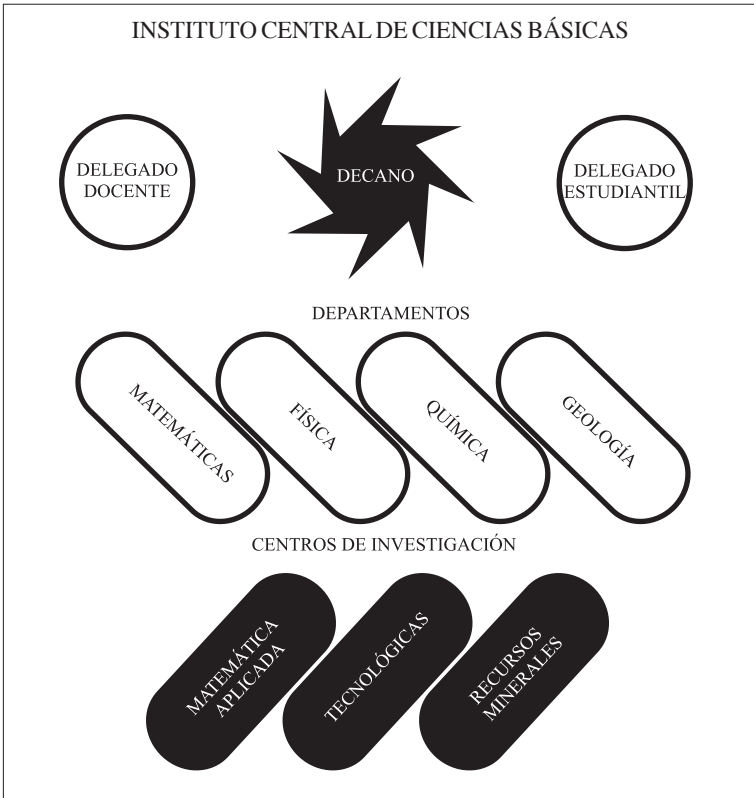 INSTITUTO CENTRAL DE CIENCIAS BÁSICAS
DELEGADO
DOCENTE
DECANO
DELEGADO
ESTUDIANTIL
DEPARTAMENTOS
MATEMÁTICAS
FÍSICA
QUÍMICA
GEOLOGÍA
CENTROS DE INVESTIGACIÓN
MATEMÁTICA
APLICADA
TECNOLÓGICAS
RECURSOS
MINERALES